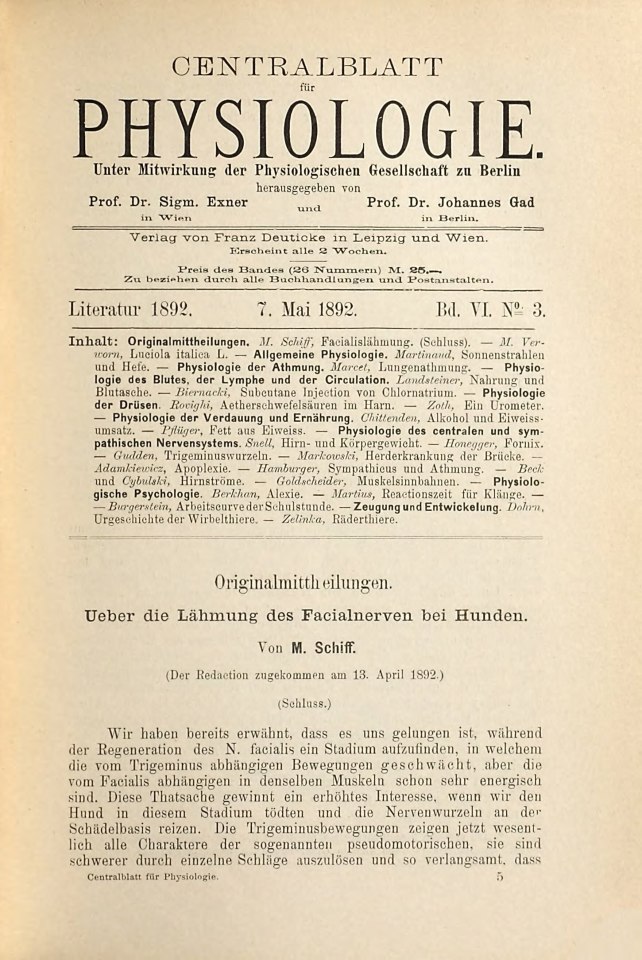 CENTRALBLATT
für
PHYSIOLOGIE.
Unter Mitwirkung der Physiologischen Gesellschaft zu Berlin
herausgegeben von
Prof. Dr. Sigm. Exner und Prof. Dr. Johannes Gad
in Wien in Berlin.
Verlag von Franz Deuticke in Leipzig und Wien.
Erscheint alle 2 Wochen.
Preis des Bandes (26 Nummern) M. 25.—.
Zu beziehen durch alle Buchhandlungen und Postanstalten.
Literatur 1892. 7. Mai 1892. Bd. VI. Nº 3.
Inhalt: Originalmittheilungen. M. Schiff, Facialislähmung. (Schluss). — M. Ver-
worn, Luciola italica L. — Allgemeine Physiologie. Martinand, Sonnenstrahlen
und Hefe. — Physiologie der Athmung. Marcet, Lungenathmung. — Physio-
logie des Blutes, der Lymphe und der Circulation. Landsteiner, Nahrung und
Blutasche. — Biernacki, Subcutane Injection von Chlornatrium. — Physiologie
der Drüsen. Rovighi, Aetherschwefelsäuren im Harn. — Zoth, Ein Urometer.
— Physiologie der Verdauung und Ernährung. Chittenden, Alkohol und Eiweiss-
umsatz. — Pflüger, Fett aus Eiweiss. — Physiologie des centralen und sym-
pathischen Nervensystems. Snell, Hirn- und Körpergewicht. — Honegger, Fornix.
— Gudden, Trigeminuswurzeln. — Markowski, Herderkrankung der Brücke. —
Adamkiewicz, Apoplexie. — Hamburger, Sympathicus und Athmung. — Beck
und Cybulski, Hirnströme. — Goldscheider, Muskelsinnbahnen. — Physiolo-
gische Psychologie. Berkhan, Alexie. — Martius, Reactionszeit für Klänge. —
— Burgerstein, Arbeitscurve der Schulstunde. — Zeugung und Entwickelung. Dohrn,
Urgeschichte der Wirbelthiere. — Zelinka, Räderthiere.
Originalmittheilungen.
Ueber die Lähmung des Facialnerven bei Hunden.
Von M. Schiff.
(Der Redaction zugekommen am 13. April 1892.)
(Schluss.)
Wir haben bereits erwähnt, dass es uns gelungen ist, während
der Regeneration des N. facialis ein Stadium aufzufinden, in welchem
die vom Trigeminus abhängigen Bewegungen geschwächt, aber die
vom Facialis abhängigen in denselben Muskeln schon sehr energisch
sind. Diese Thatsache gewinnt ein erhöhtes Interesse, wenn wir den
Hund in diesem Stadium tödten und die Nervenwurzeln an der
Schädelbasis reizen. Die Trigeminusbewegungen zeigen jetzt wesent-
lich alle Charaktere der sogenannten pseudomotorischen, sie sind
schwerer durch einzelne Schläge auszulösen und so verlangsamt, dass
Centralblatt für Physiologie. 5